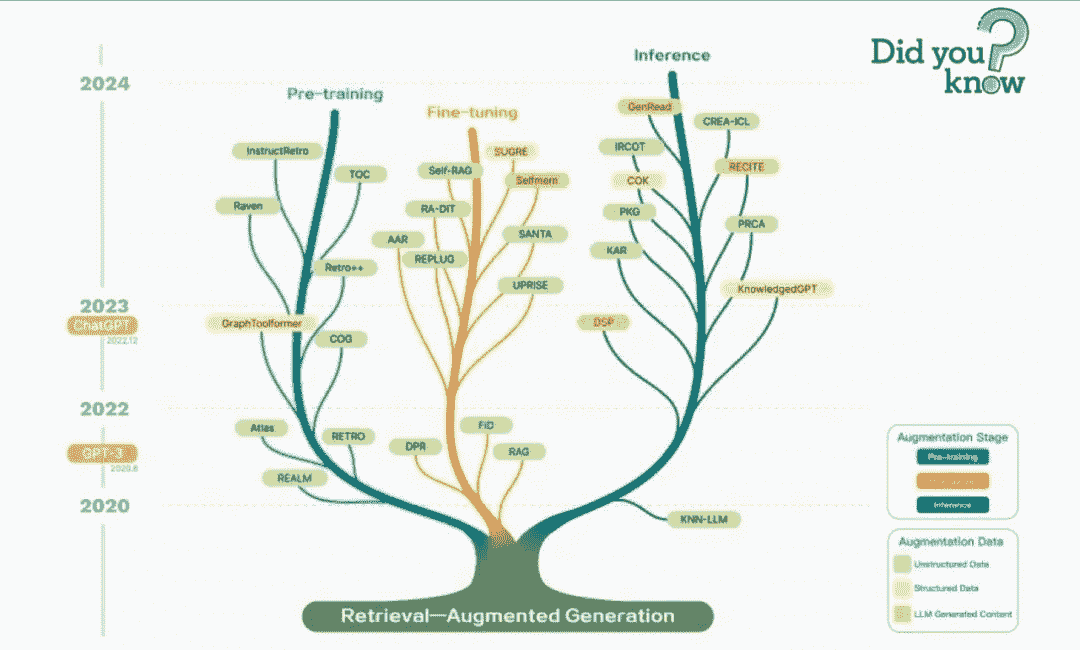 Did you
know
Inference
2024
Pre-training
GenRead
Fine-tuning
CREA-ICL
IRCOT
InstructRetro
SUGRE
RECITE
TOC
Self-RAG
Selfmem
COK
Raven
RA-DIT
PKG
PRCA
AAR
SANTA
KAR
REPLUG
Retro++
UPRISE
KnowledgedGPT
2023
ChatGPT
2022.12
GraphToolformer
DSP
COG
2022
Atlas
FiD
RETRO
DPR
RAG
GPT-3
2020.6
REALM
2020
KNN-LLM
Retrieval—Augmented Generation
Augmentation Stage
Pre-training
Inference
Augmentation Data
Unstructured Data
Structured Data
LLM Generated Content